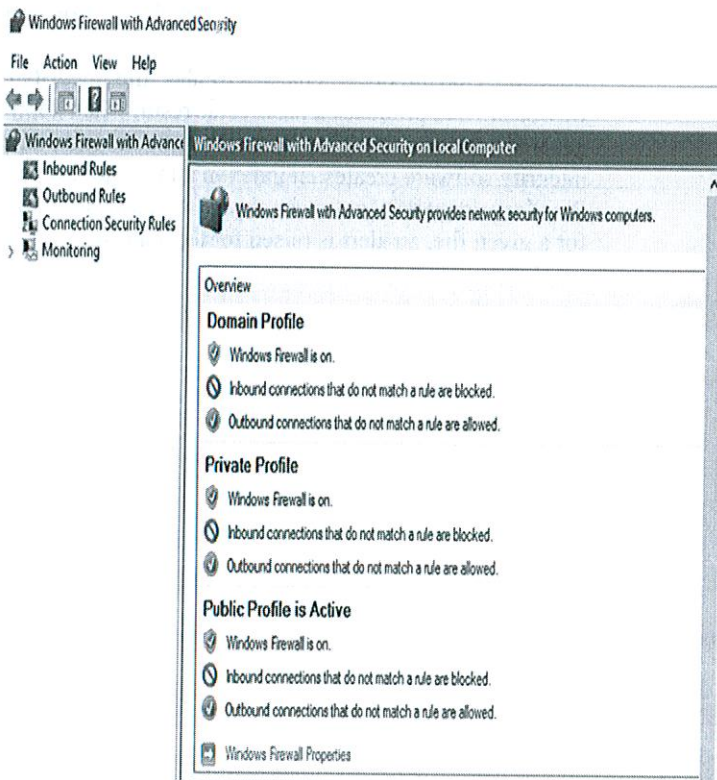 Windows Firewall with Advanced Security
File Action View Help
Windows Firewall with Advance
Inbound Rules
Outbound Rules
Connection Security Rules
Monitoring
Windows Firewall with Advanced Security on Local Computer
Windows Firewall with Advanced Security provides network security for Windows computers.
Overview
Domain Profile
Windows Firewall is on.
Inbound connections that do not match a rule are blocked.
Outbound connections that do not match a rule are allowed.
Private Profile
Windows Firewall is on.
Inbound connections that do not match a rule are blocked.
Outbound connections that do not match a rule are allowed.
Public Profile is Active
Windows Firewall is on.
Inbound connections that do not match a rule are blocked.
Outbound connections that do not match a rule are allowed.
Windows Firewall Properties